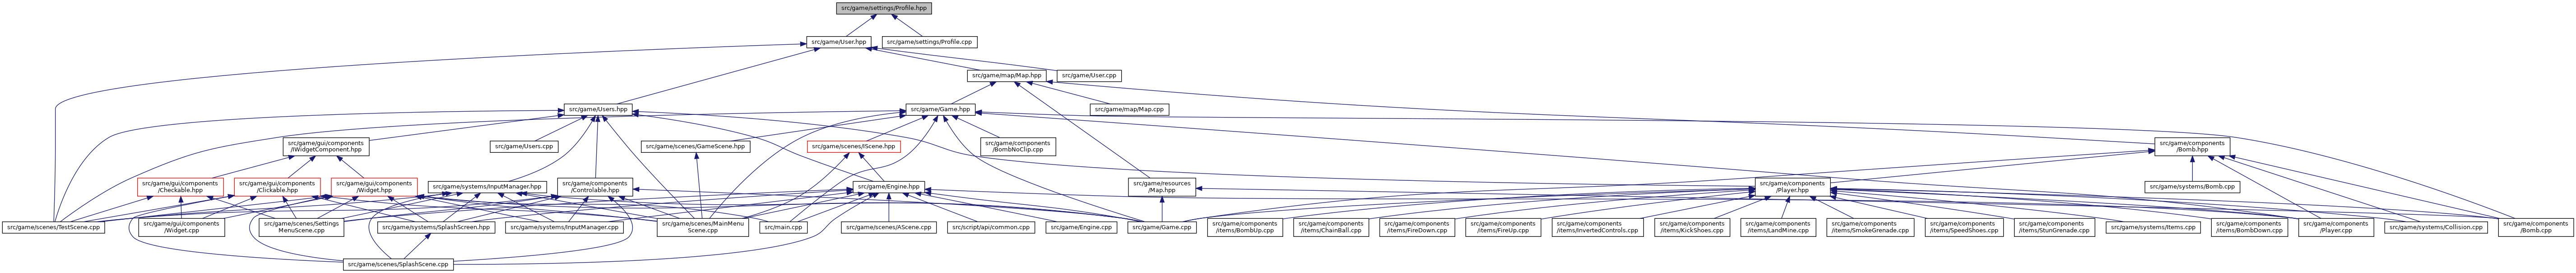 src/game/settings/Profile.hpp
src/game/User.hpp
src/game/settings/Profile.cpp
src/game/map/Map.hpp
src/game/User.cpp
src/game/Users.hpp
src/game/Game.hpp
src/game/map/Map.cpp
src/game/gui/components
/IWidgetComponent.hpp
src/game/Users.cpp
src/game/scenes/GameScene.hpp
src/game/scenes/IScene.hpp
src/game/components
/BombNoClip.cpp
src/game/components
/Bomb.hpp
src/game/gui/components
/Checkable.hpp
src/game/gui/components
/Clickable.hpp
src/game/gui/components
/Widget.hpp
src/game/systems/InputManager.hpp
src/game/components
/Controlable.hpp
src/game/Engine.hpp
src/game/resources
/Map.hpp
src/game/components
/Player.hpp
src/game/systems/Bomb.cpp
src/game/scenes/TestScene.cpp
src/game/gui/components
/Widget.cpp
src/game/scenes/Settings
MenuScene.cpp
src/game/systems/SplashScreen.hpp
src/game/systems/InputManager.cpp
src/game/scenes/MainMenu
Scene.cpp
src/main.cpp
src/game/scenes/AScene.cpp
src/script/api/common.cpp
src/game/Engine.cpp
src/game/Game.cpp
src/game/components
/items/BombUp.cpp
src/game/components
/items/ChainBall.cpp
src/game/components
/items/FireDown.cpp
src/game/components
/items/FireUp.cpp
src/game/components
/items/InvertedControls.cpp
src/game/components
/items/KickShoes.cpp
src/game/components
/items/LandMine.cpp
src/game/components
/items/SmokeGrenade.cpp
src/game/components
/items/SpeedShoes.cpp
src/game/components
/items/StunGrenade.cpp
src/game/systems/Items.cpp
src/game/components
/items/BombDown.cpp
src/game/components
/Player.cpp
src/game/systems/Collision.cpp
src/game/components
/Bomb.cpp
src/game/scenes/SplashScene.cpp